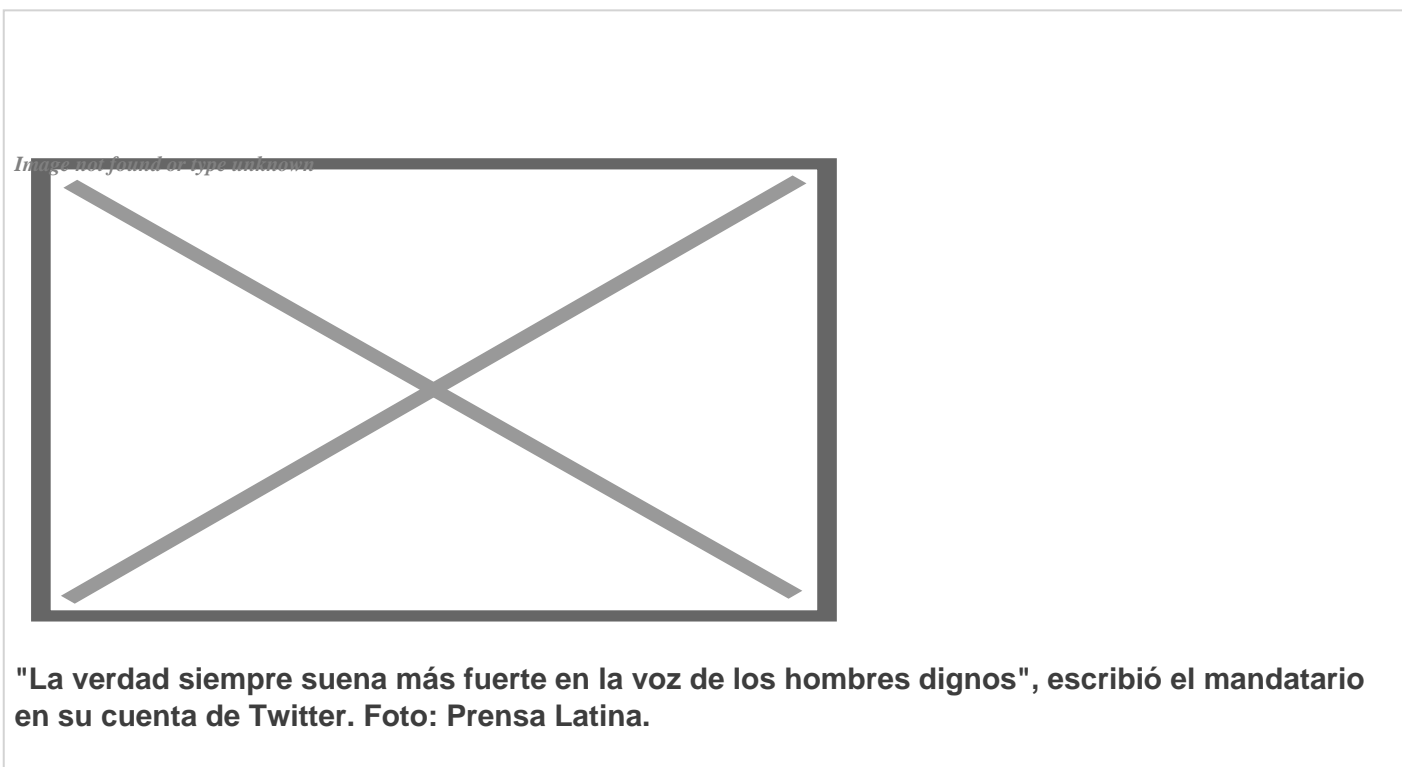 Image not found or type unknown
"La verdad siempre suena más fuerte en la voz de los hombres dignos", escribió el mandatario
en su cuenta de Twitter. Foto: Prensa Latina.